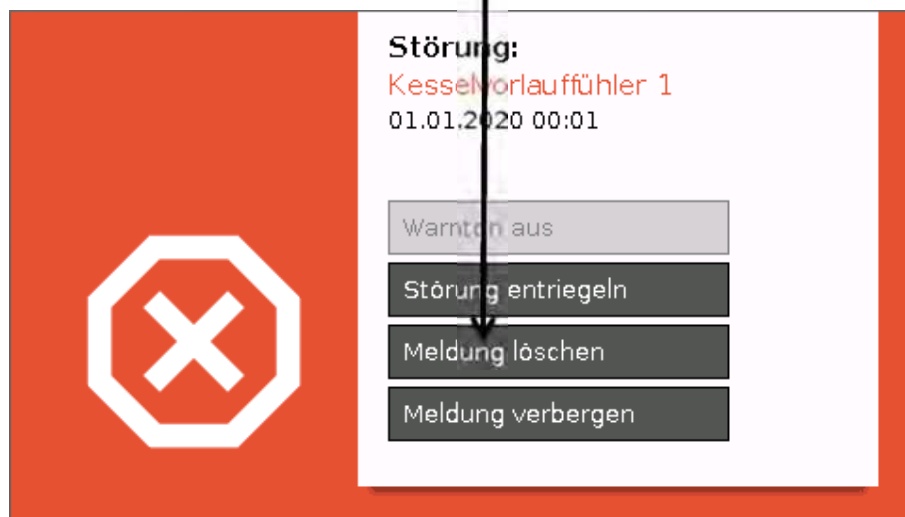 Störung:
Kesselvorlauffühler 1
01.01.2020 00:01
Warnton aus
Störung entriegeln
Meldung löschen
Meldung verbergen